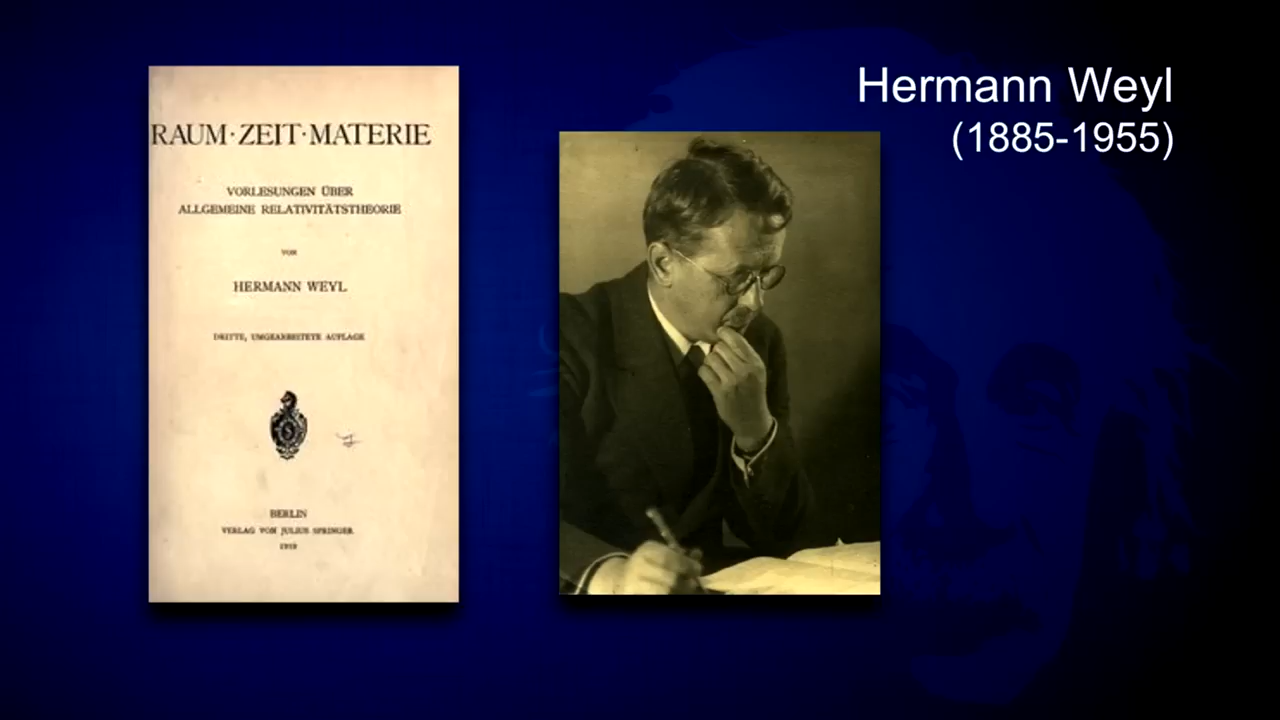 RAUM·ZEIT·MATERIE
VORLESUNGEN ÜBER
ALLGEMEINE RELATIVITÄTSTHEORIE
VON
HERMANN WEYL
DRITTE, UMGEARBEITETE AUFLAGE
BERLIN
VERLAG VON JULIUS SPRINGER
1919
Hermann Weyl
(1885-1955)